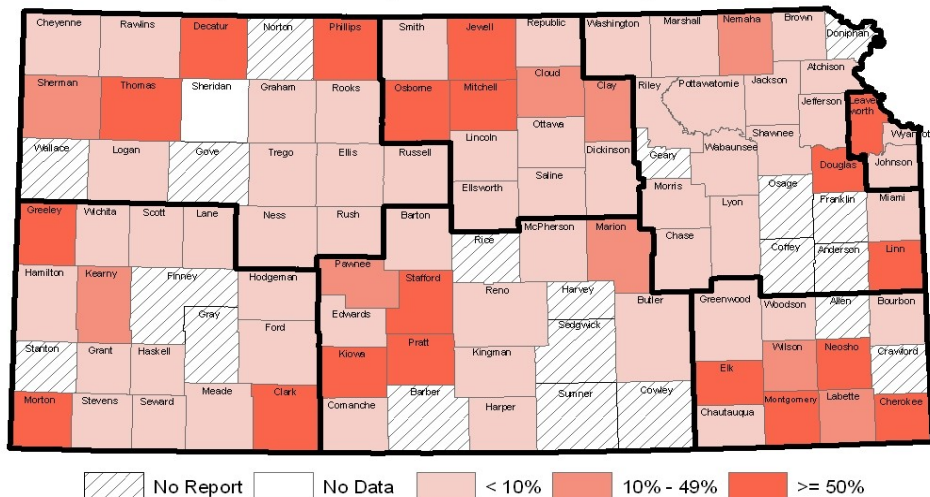 Cheyenne Rawlins Decatur Norton Phillips Smith Jewell Republic Washington Marshall Nemaha Brown Doniphan
Sherman Thomas Sheridan Graham Rooks Osborne Mitchell Cloud Clay Riley Pottawatomie Jackson Atchison
Jefferson Leavenworth Wyandot
Wallace Logan Gove Trego Ellis Russell Lincoln Ottawa Dickinson Geary Wabaunsee Shawnee Douglas Johnson
Ellsworth Saline Morris Lyon Osage Franklin Miami
Greeley Wichita Scott Lane Ness Rush Barton Rice McPherson Marion Chase Coffey Anderson Linn
Hamilton Kearny Finney Hodgeman Pawnee Stafford Reno Harvey Butler Greenwood Woodson Allen Bourbon
Gray Ford Edwards Sedgwick
Stanton Grant Haskell Kiowa Pratt Kingman Elk Wilson Neosho Crawford
Morton Stevens Seward Meade Clark Comanche Barber Harper Sumner Cowley Chautauqua Montgomery Labette Cherokee
No Report No Data < 10% 10% - 49% >= 50%